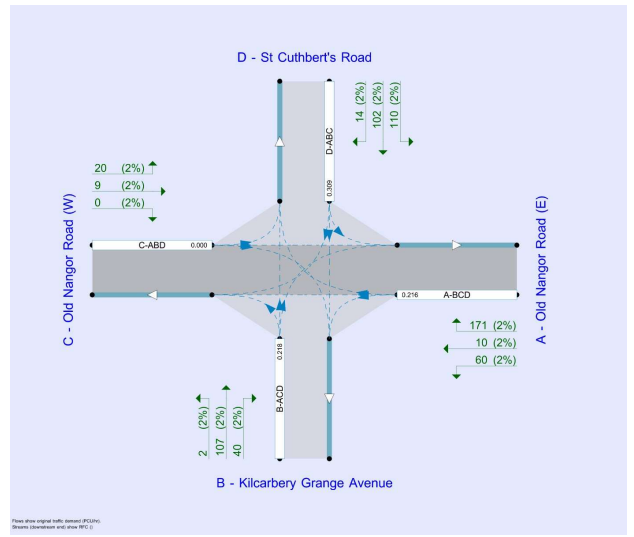 D - St Cuthbert's Road
14 (2%)
102 (2%)
110 (2%)
D-ABC
0.309
20 (2%)
9 (2%)
0 (2%)
C - Old Nangor Road (W)
C-ABD 0.000
A - Old Nangor Road (E)
0.216 A-BCD
171 (2%)
10 (2%)
60 (2%)
0.218
B-ACD
2 (2%)
107 (2%)
40 (2%)
B - Kilcarbery Grange Avenue
Flows show original traffic demand (PCU/hr).
Streams (downstream end) show RFC ()